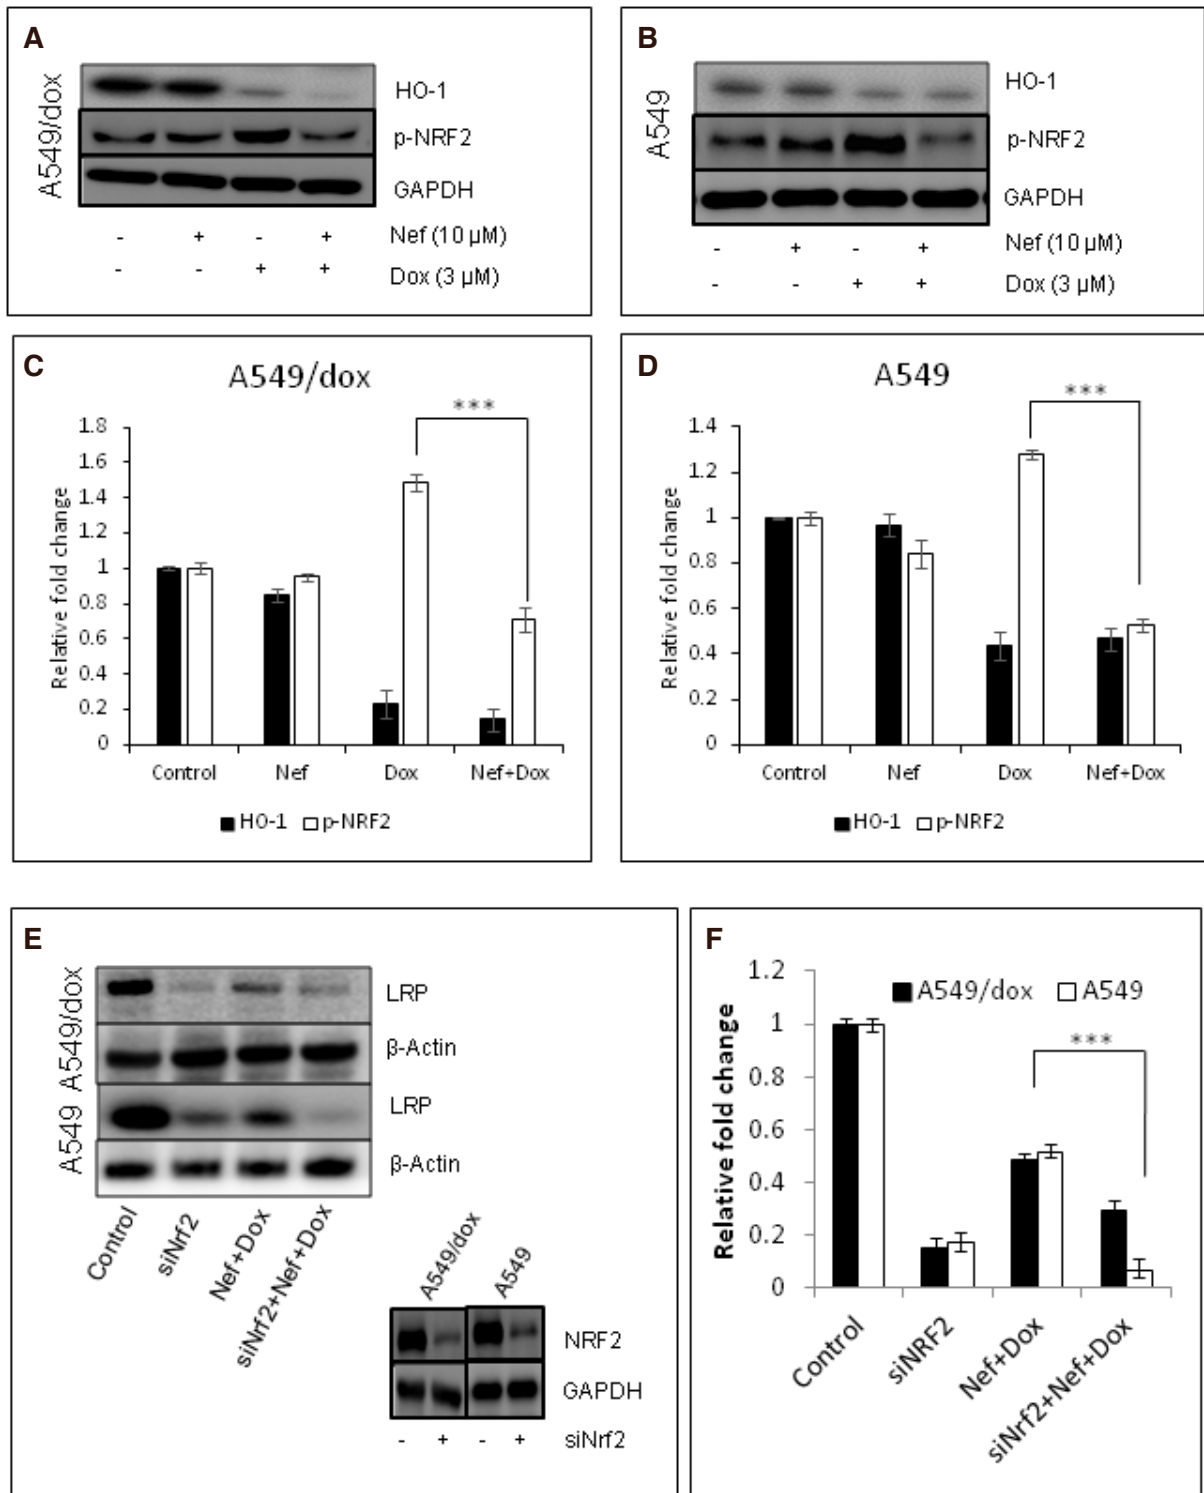 A
A549/dox
HO-1
p-NRF2
GAPDH
- + - + Nef (10 µM)
- - + + Dox (3 µM)
B
A549
HO-1
p-NRF2
GAPDH
- + - + Nef (10 µM)
- - + + Dox (3 µM)
C
A549/dox
***
Relative fold change
1.8
1.6
1.4
1.2
1
0.8
0.6
0.4
0.2
0
Control Nef Dox Nef+Dox
HO-1 p-NRF2
D
A549
***
Relative fold change
1.4
1.2
1
0.8
0.6
0.4
0.2
0
Control Nef Dox Nef+Dox
HO-1 p-NRF2
E
A549/dox
LRP
β-Actin
A549
LRP
β-Actin
Control siNrf2 Nef+Dox siNrf2+Nef+Dox
A549/dox A549
NRF2
GAPDH
- + - + siNrf2
F
A549/dox A549
***
Relative fold change
1.2
1
0.8
0.6
0.4
0.2
0
Control siNRF2 Nef+Dox siNrf2+Nef+Dox